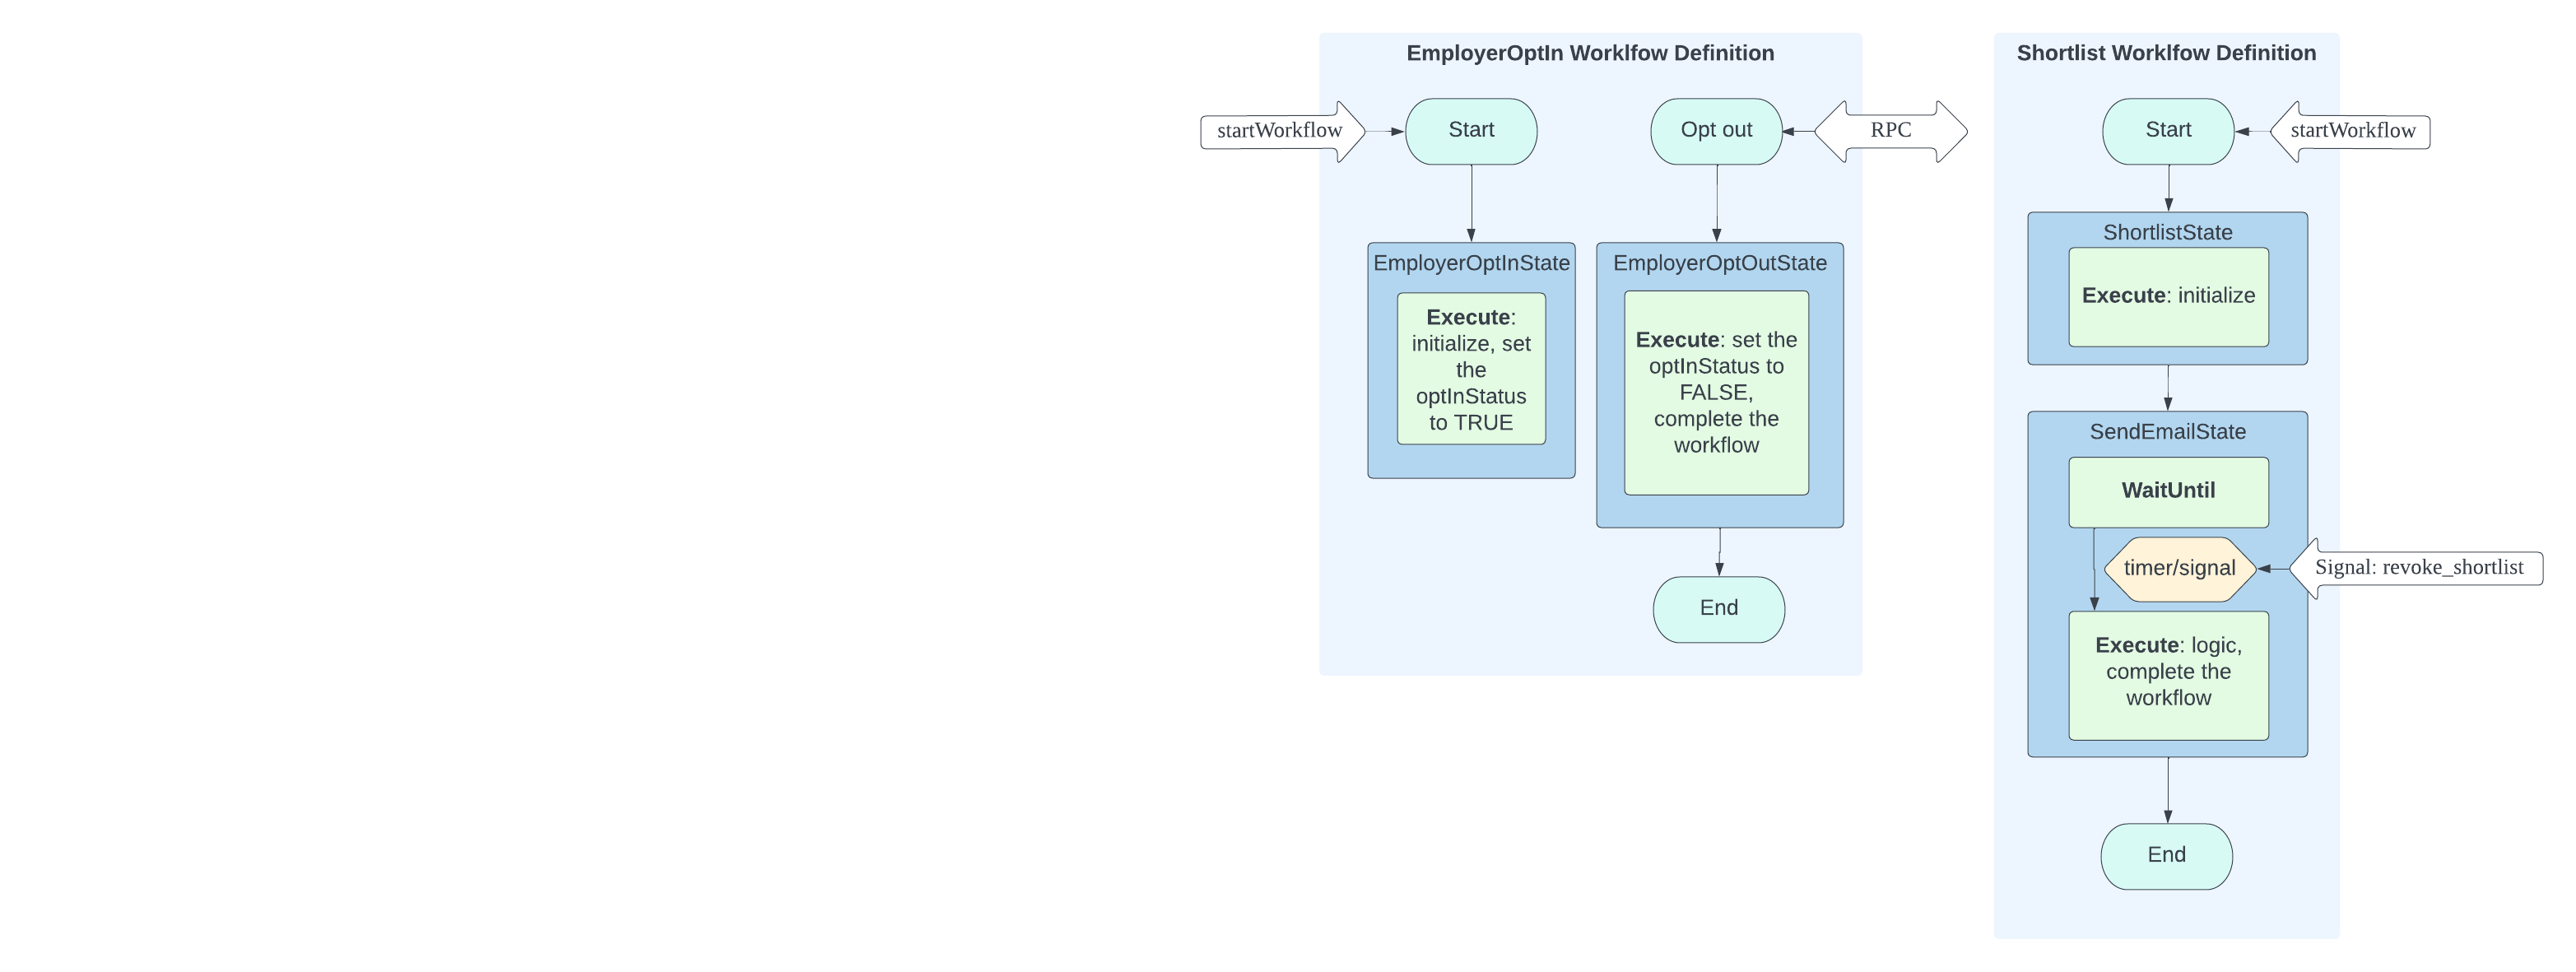 EmployerOptIn Worklfow Definition
startWorkflow
Start
EmployerOptInState
Execute:
initialize, set
the
optInStatus
to TRUE
Opt out
RPC
EmployerOptOutState
Execute: set the
optInStatus to
FALSE,
complete the
workflow
End
Shortlist Worklfow Definition
Start
startWorkflow
ShortlistState
Execute: initialize
SendEmailState
WaitUntil
timer/signal
Signal: revoke_shortlist
Execute: logic,
complete the
workflow
End